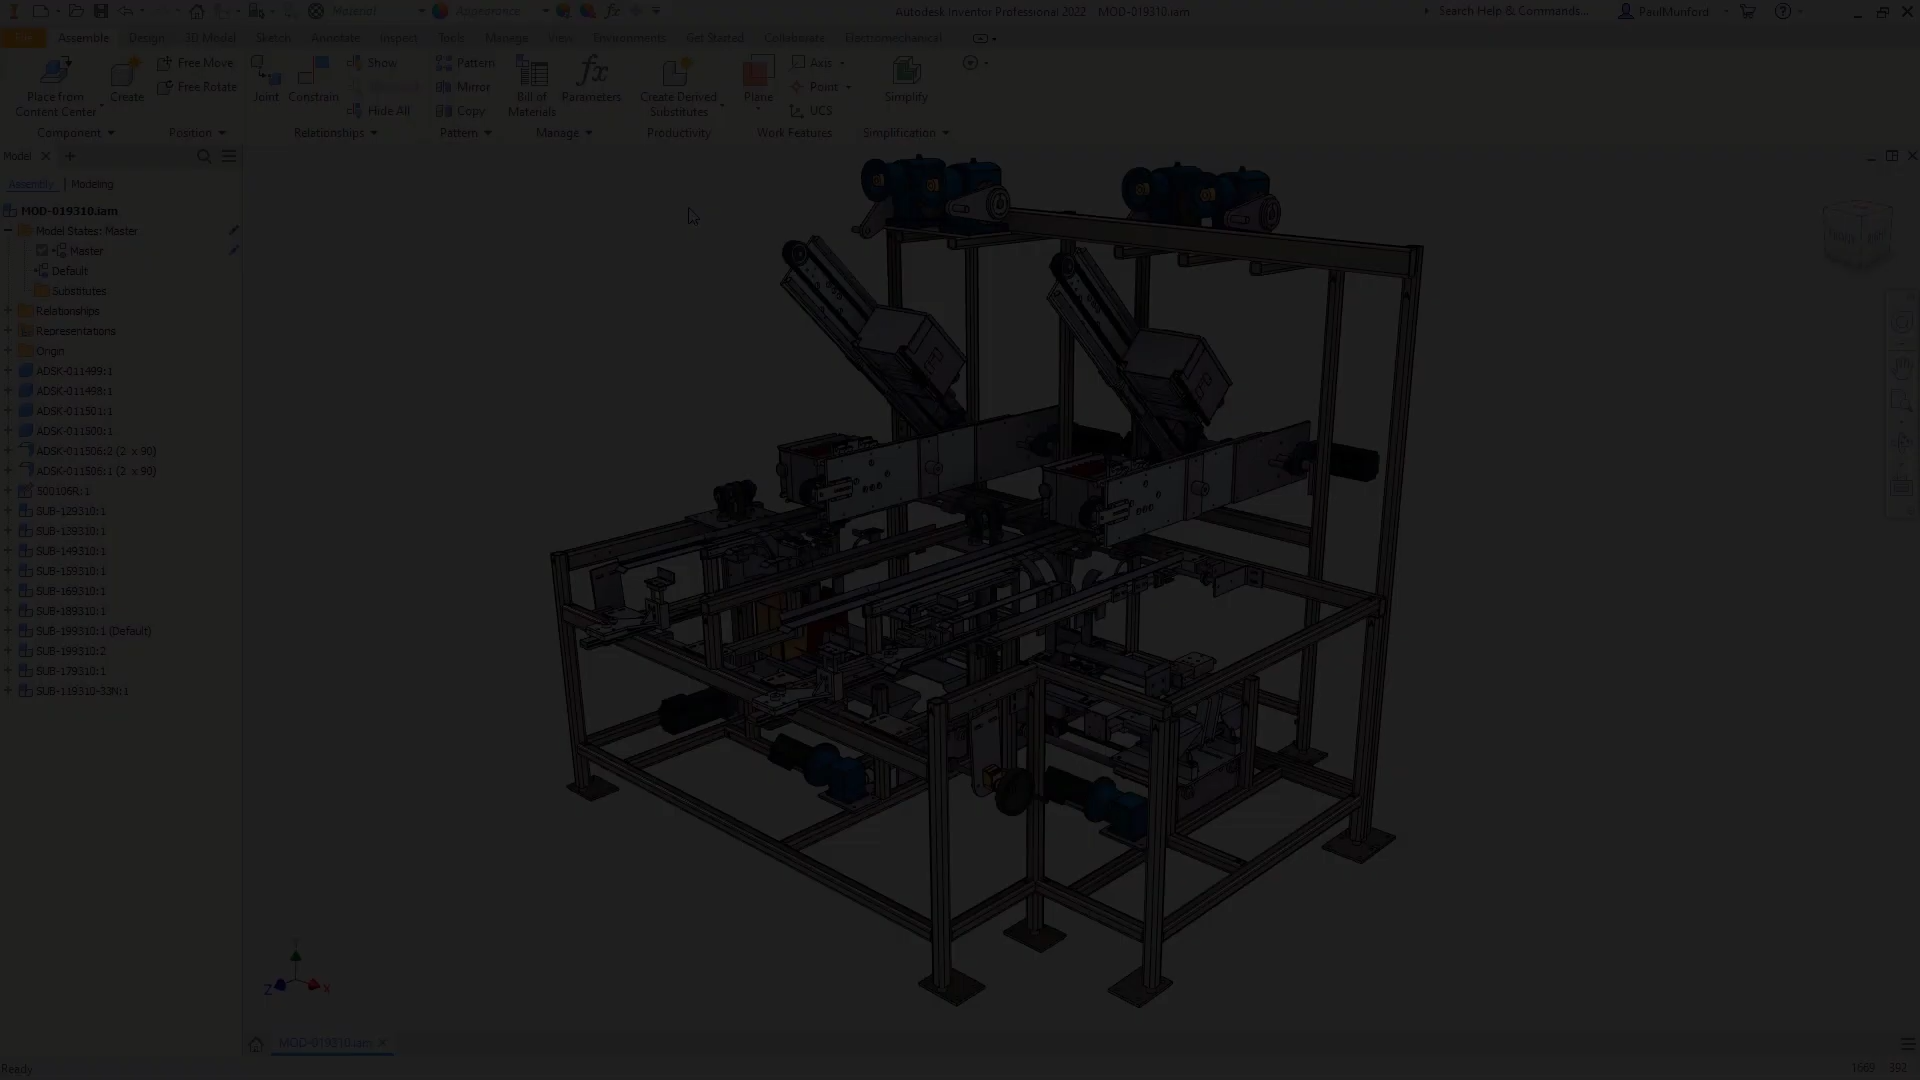 Material
Appearance
Autodesk Inventor Professional 2022 MOD-019310.iam
Search Help & Commands...
PaulMunford
File
Assemble
Design
3D Model
Sketch
Annotate
Inspect
Tools
Manage
View
Environments
Get Started
Collaborate
Electromechanical
Place from
Content Center
Create
Free Move
Free Rotate
Joint
Constrain
Show
Hide All
Pattern
Mirror
Copy
Bill of
Materials
fx
Parameters
Create Derived
Substitutes
Plane
Axis
Point
UCS
Simplify
Component
Position
Relationships
Pattern
Manage
Productivity
Work Features
Simplification
Model
Assembly
Modeling
MOD-019310.iam
Model States: Master
Master
Default
Substitutes
Relationships
Representations
Origin
ADSK-011499:1
ADSK-011498:1
ADSK-011501:1
ADSK-011500:1
ADSK-011506:2 (2 x 90)
ADSK-011506:1 (2 x 90)
500106R:1
SUB-129310:1
SUB-139310:1
SUB-149310:1
SUB-159310:1
SUB-169310:1
SUB-189310:1
SUB-199310:1 (Default)
SUB-199310:2
SUB-179310:1
SUB-119310-33N:1
Y
Z
X
MOD-019310.iam
Ready
1669 392